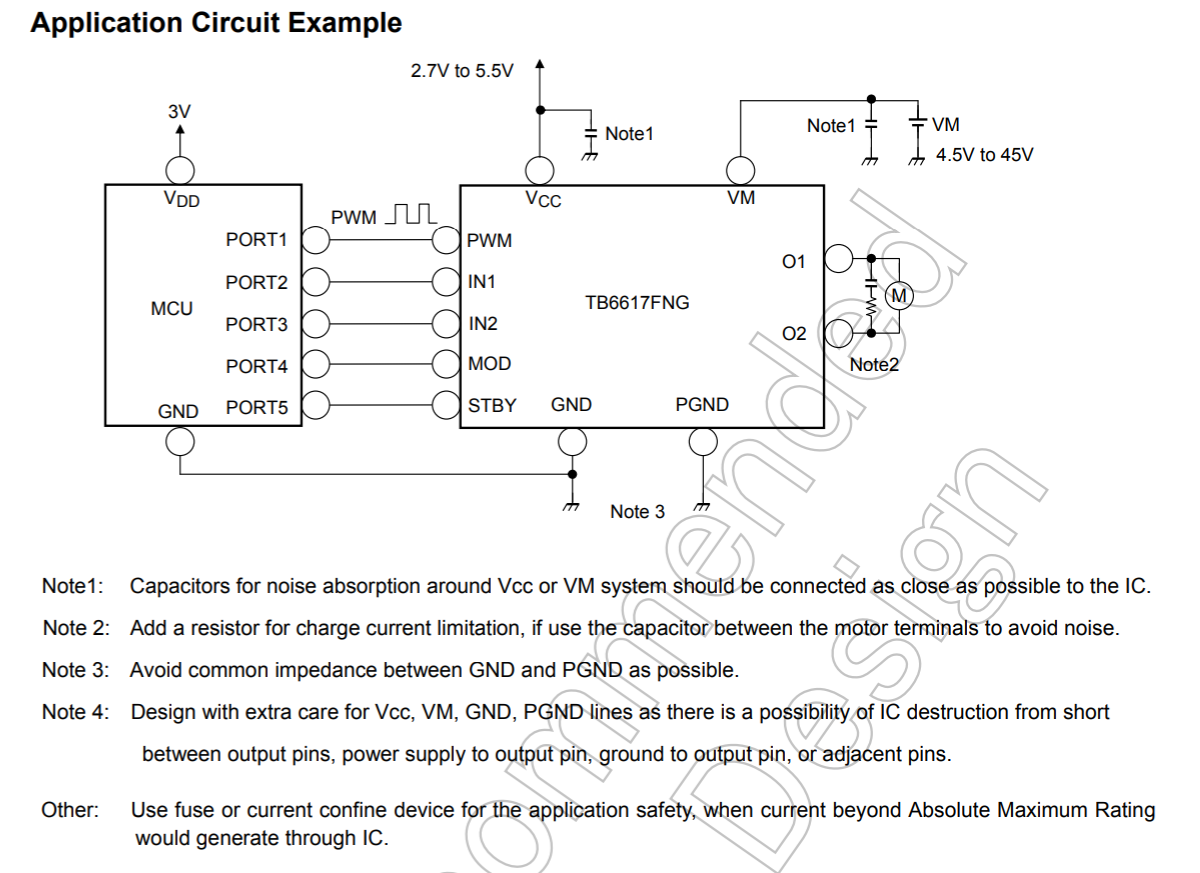 Application Circuit Example
2.7V to 5.5V
3V
Note1
Note1
VM
4.5V to 45V
VDD
VCC
VM
PWM
PORT1
PWM
O1
PORT2
IN1
M
MCU
TB6617FNG
PORT3
IN2
O2
PORT4
MOD
Note2
GND
PORT5
STBY
GND
PGND
Note 3
Note1: Capacitors for noise absorption around Vcc or VM system should be connected as close as possible to the IC.
Note 2: Add a resistor for charge current limitation, if use the capacitor between the motor terminals to avoid noise.
Note 3: Avoid common impedance between GND and PGND as possible.
Note 4: Design with extra care for Vcc, VM, GND, PGND lines as there is a possibility of IC destruction from short
between output pins, power supply to output pin, ground to output pin, or adjacent pins.
Other: Use fuse or current confine device for the application safety, when current beyond Absolute Maximum Rating
would generate through IC.
ommended
Design